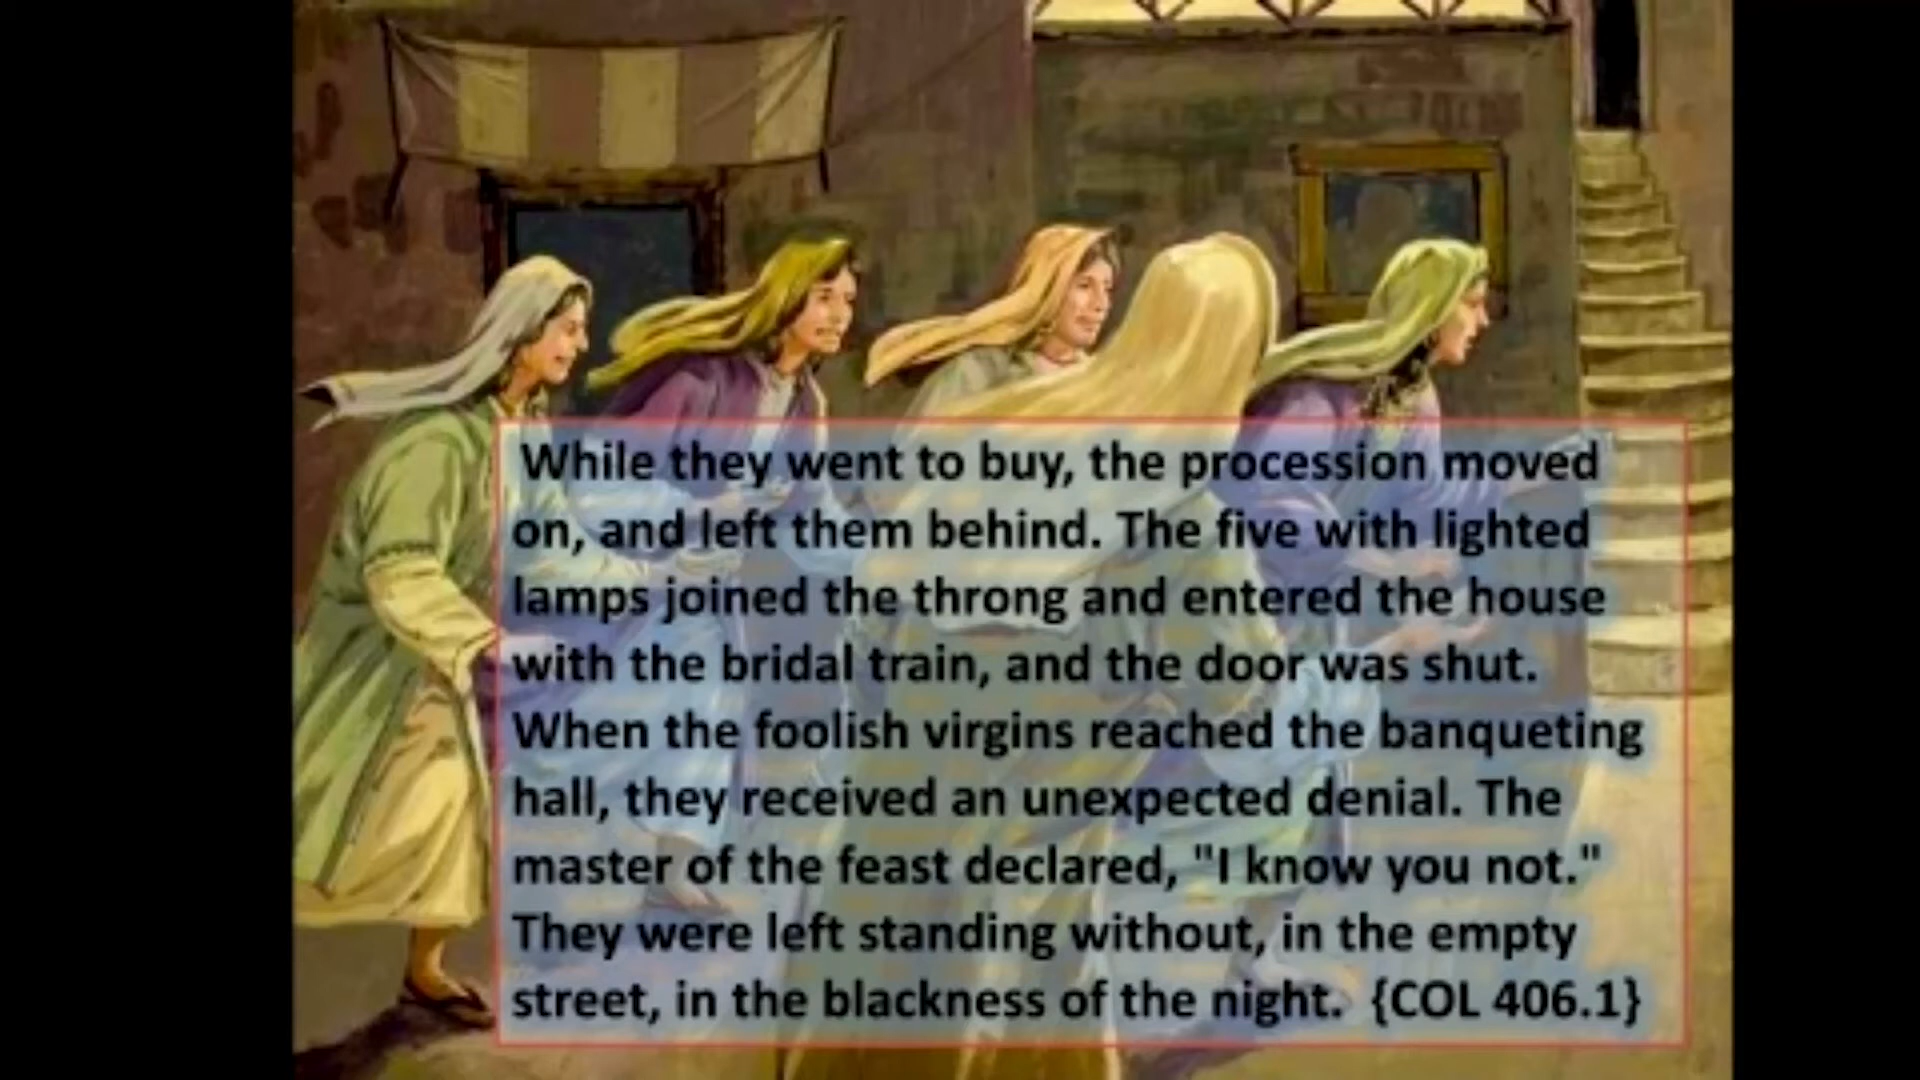 While they went to buy, the procession moved
on, and left them behind. The five with lighted
lamps joined the throng and entered the house
with the bridal train, and the door was shut.
When the foolish virgins reached the banqueting
hall, they received an unexpected denial. The
master of the feast declared, "I know you not."
They were left standing without, in the empty
street, in the blackness of the night.  {COL 406.1}